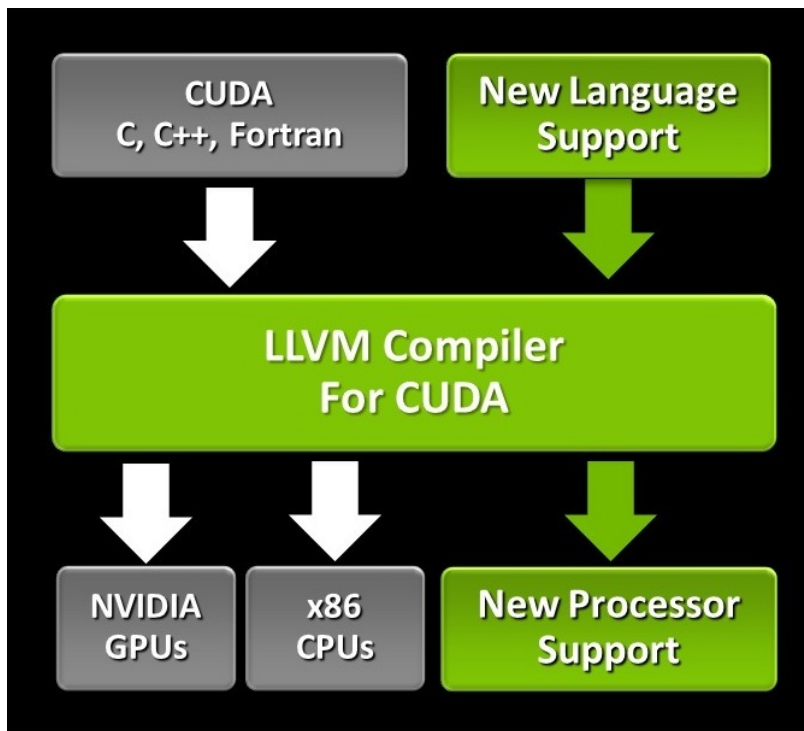 CUDA
C, C++, Fortran
New Language
Support
LLVM Compiler
For CUDA
NVIDIA
GPUs
x86
CPUs
New Processor
Support